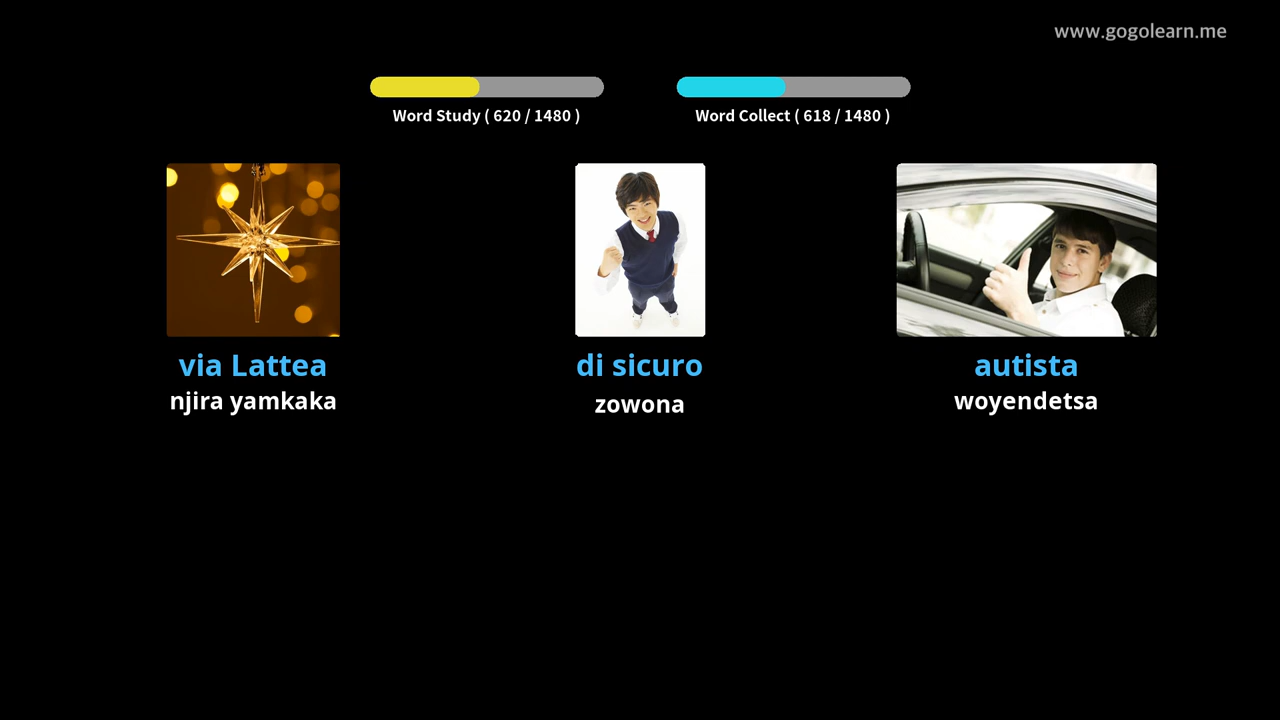 www.gogolearn.me
Word Study ( 620 / 1480 )
Word Collect ( 618 / 1480 )
via Lattea
njira yamkaka
di sicuro
zowona
autista
woyendetsa